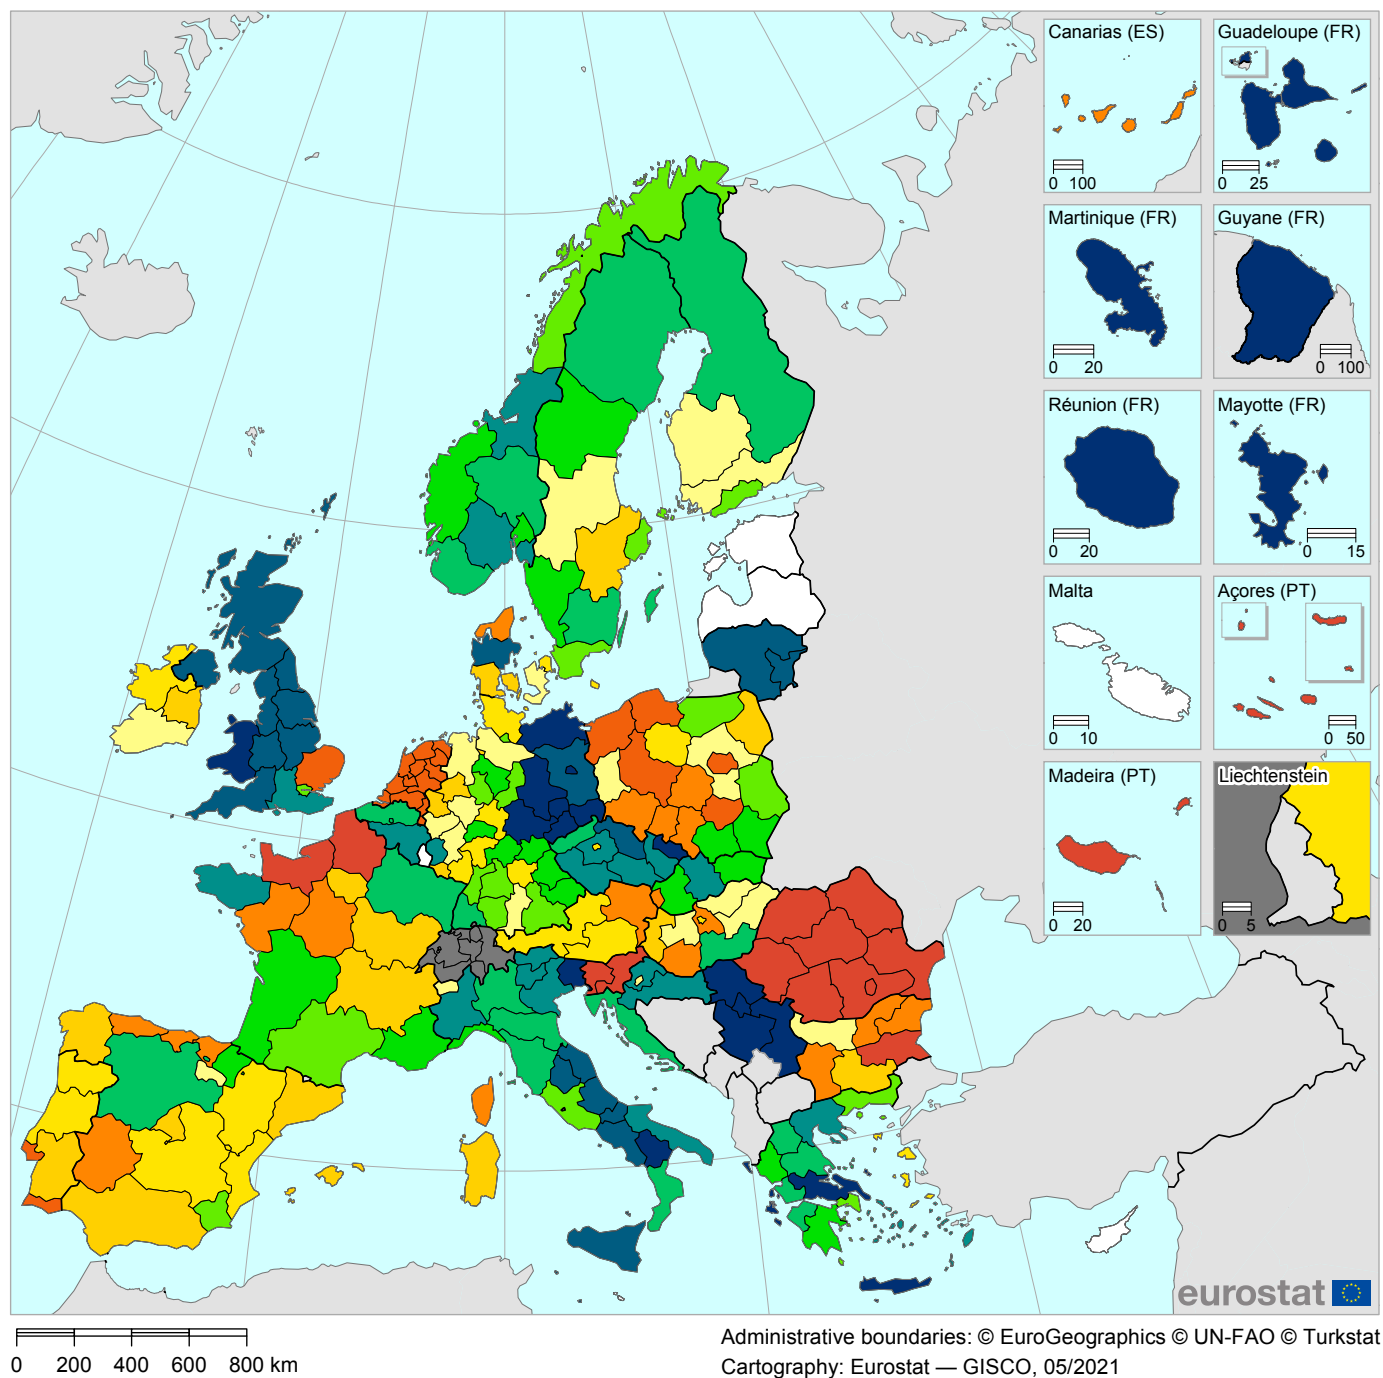 Canarias (ES)
0 100
Guadeloupe (FR)
0 25
Martinique (FR)
0 20
Guyane (FR)
0 100
Réunion (FR)
0 20
Mayotte (FR)
0 15
Malta
0 10
Açores (PT)
0 50
Madeira (PT)
0 20
Liechtenstein
0 5
eurostat
0 200 400 600 800 km
Administrative boundaries: © EuroGeographics © UN-FAO © Turkstat
Cartography: Eurostat — GISCO, 05/2021